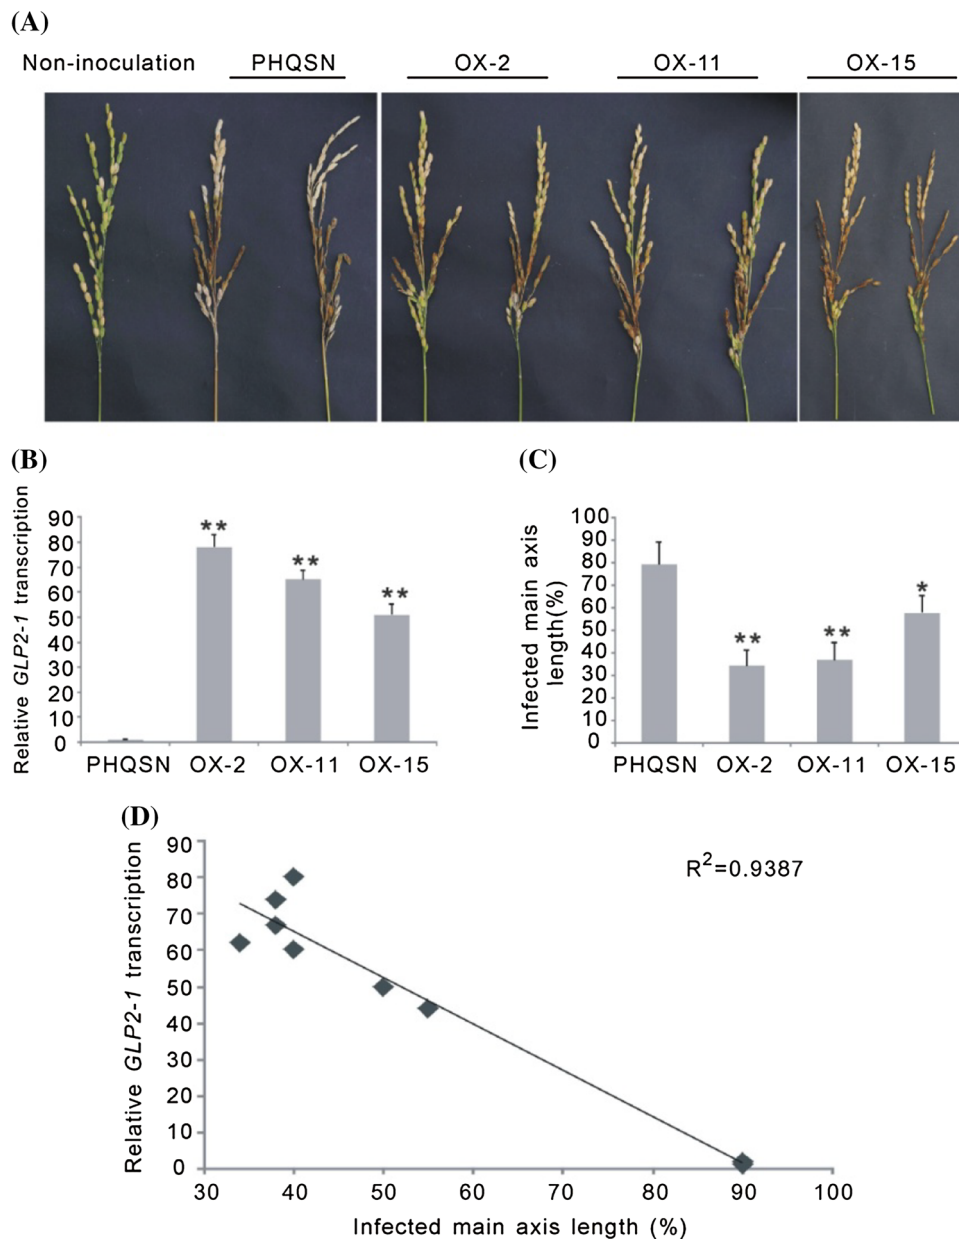 (A)
Non-inoculation PHQSN OX-2 OX-11 OX-15
(B)
Relative GLP2-1 transcription
90
80
70
60
50
40
30
20
10
0
**
**
**
PHQSN OX-2 OX-11 OX-15
(C)
Infected main axis
length(%)
100
90
80
70
60
50
40
30
20
10
0
**
**
*
PHQSN OX-2 OX-11 OX-15
(D)
Relative GLP2-1 transcription
90
80
70
60
50
40
30
20
10
0
R²=0.9387
30 40 50 60 70 80 90 100
Infected main axis length (%)